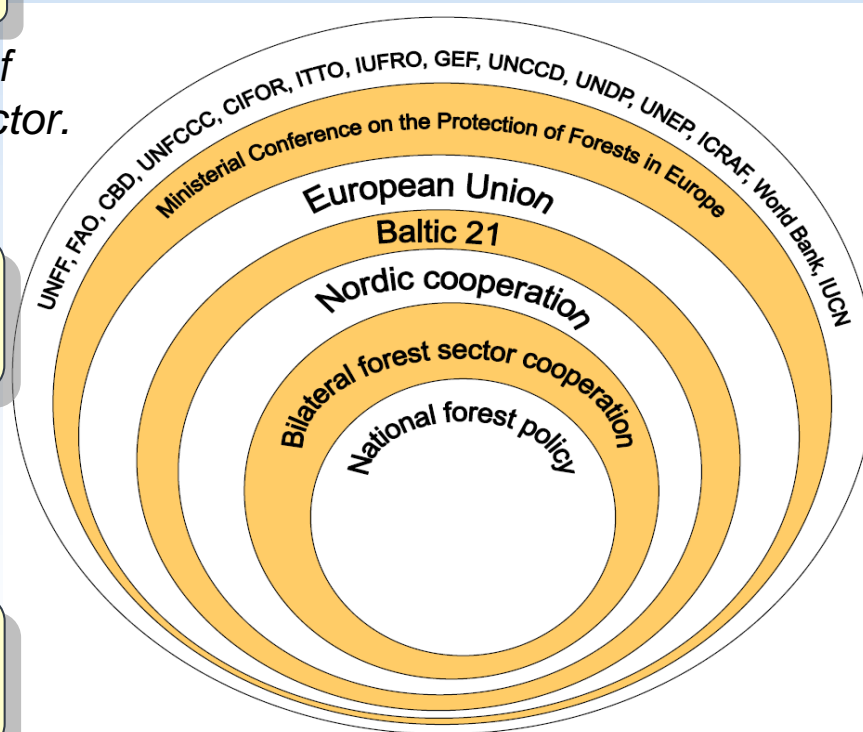 UNFF, FAO, CBD, UNFCCC, CIFOR, ITTO, IUFRO, GEF, UNCCD, UNDP, UNEP, ICRAF, World Bank, IUCN
Ministerial Conference on the Protection of Forests in Europe
European Union
Baltic 21
Nordic cooperation
Bilateral forest sector cooperation
National forest policy